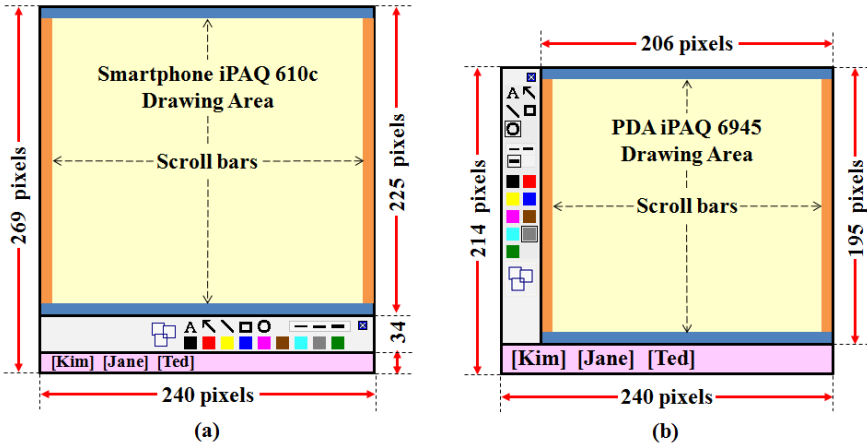 Smartphone iPAQ 610c
Drawing Area
Scroll bars
269 pixels
225 pixels
34
A
[Kim] [Jane] [Ted]
240 pixels
(a)
206 pixels
A
PDA iPAQ 6945
Drawing Area
Scroll bars
214 pixels
195 pixels
[Kim] [Jane] [Ted]
240 pixels
(b)